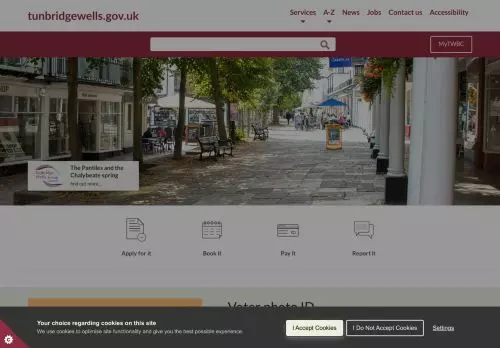 tunbridgewells.gov.uk
Services A-Z News Jobs Contact us Accessibility
MyTWBC
The Pantiles and the
Chalybeate spring
find out more...
Apply for it Book it Pay it Report it
Voter photo ID
Your choice regarding cookies on this site
We use cookies to optimise site functionality and give you the best possible experience.
I Accept Cookies I Do Not Accept Cookies Settings